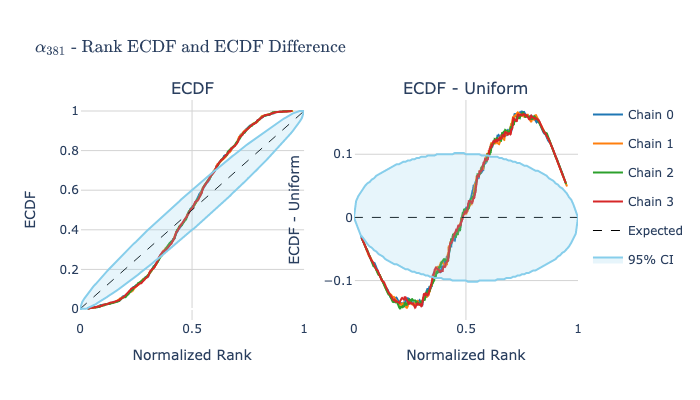 α₃₈₁ - Rank ECDF and ECDF Difference
ECDF
ECDF - Uniform
ECDF
1
0.8
0.6
0.4
0.2
0
0
0.5
1
Normalized Rank
ECDF - Uniform
0.1
0
−0.1
0
0.5
1
Normalized Rank
Chain 0
Chain 1
Chain 2
Chain 3
Expected
95% CI